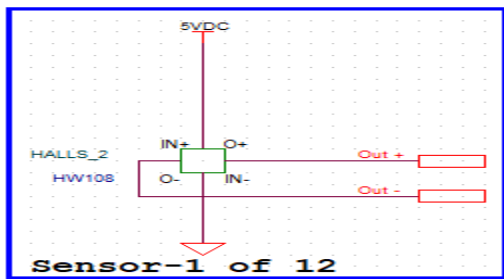 5VDC
IN+ O+
HALLS_2
Out +
HW108
O- IN-
Out -
Sensor-1 of 12